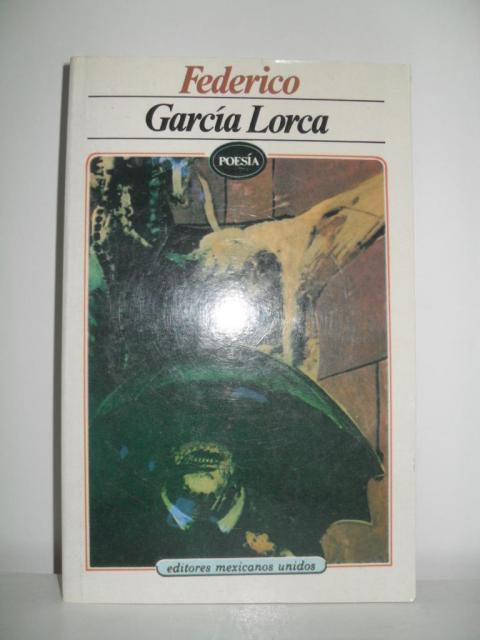 Federico
García Lorca
POESÍA
editores mexicanos unidos